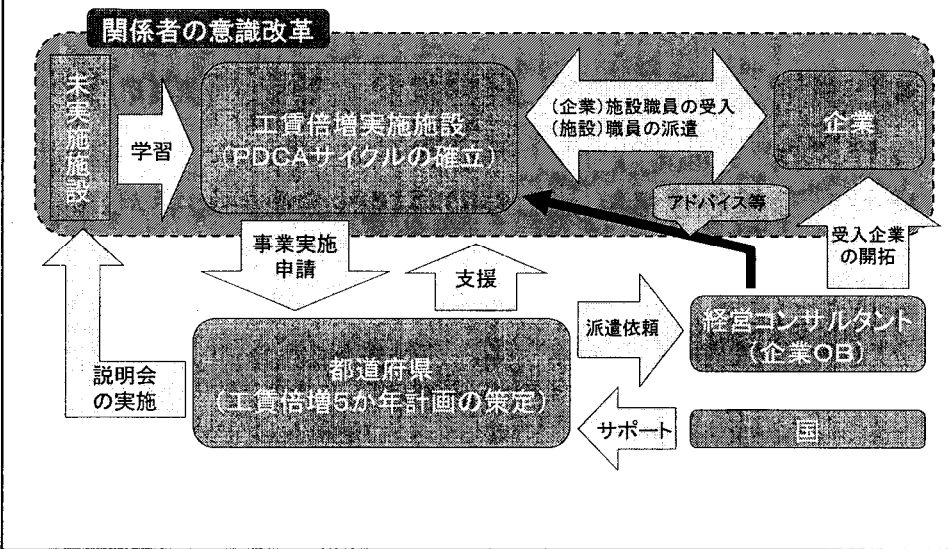 関係者の意識改革
未実施施設
学習
工賃倍増実施施設
(PDCAサイクルの確立)
(企業)施設職員の受入
(施設)職員の派遣
企業
アドバイス等
事業実施
申請
支援
受入企業
の開拓
説明会
の実施
都道府県
(工賃倍増5か年計画の策定)
派遣依頼
経営コンサルタント
(企業OB)
サポート
国